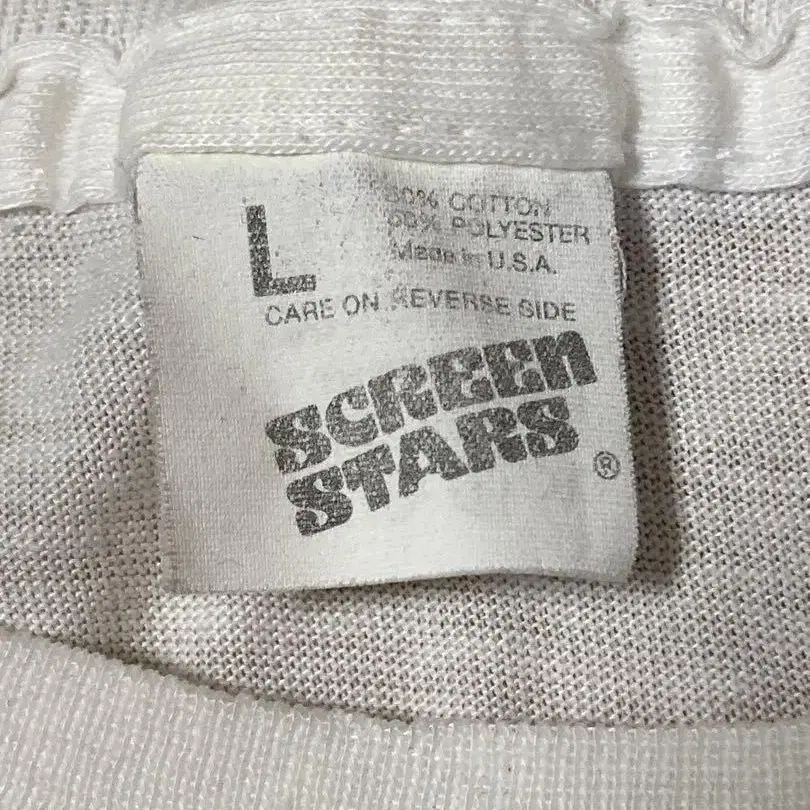 L
COTTON
POLYESTER
Made in U.S.A.
CARE ON REVERSE SIDE
SCREEN
STARS
®